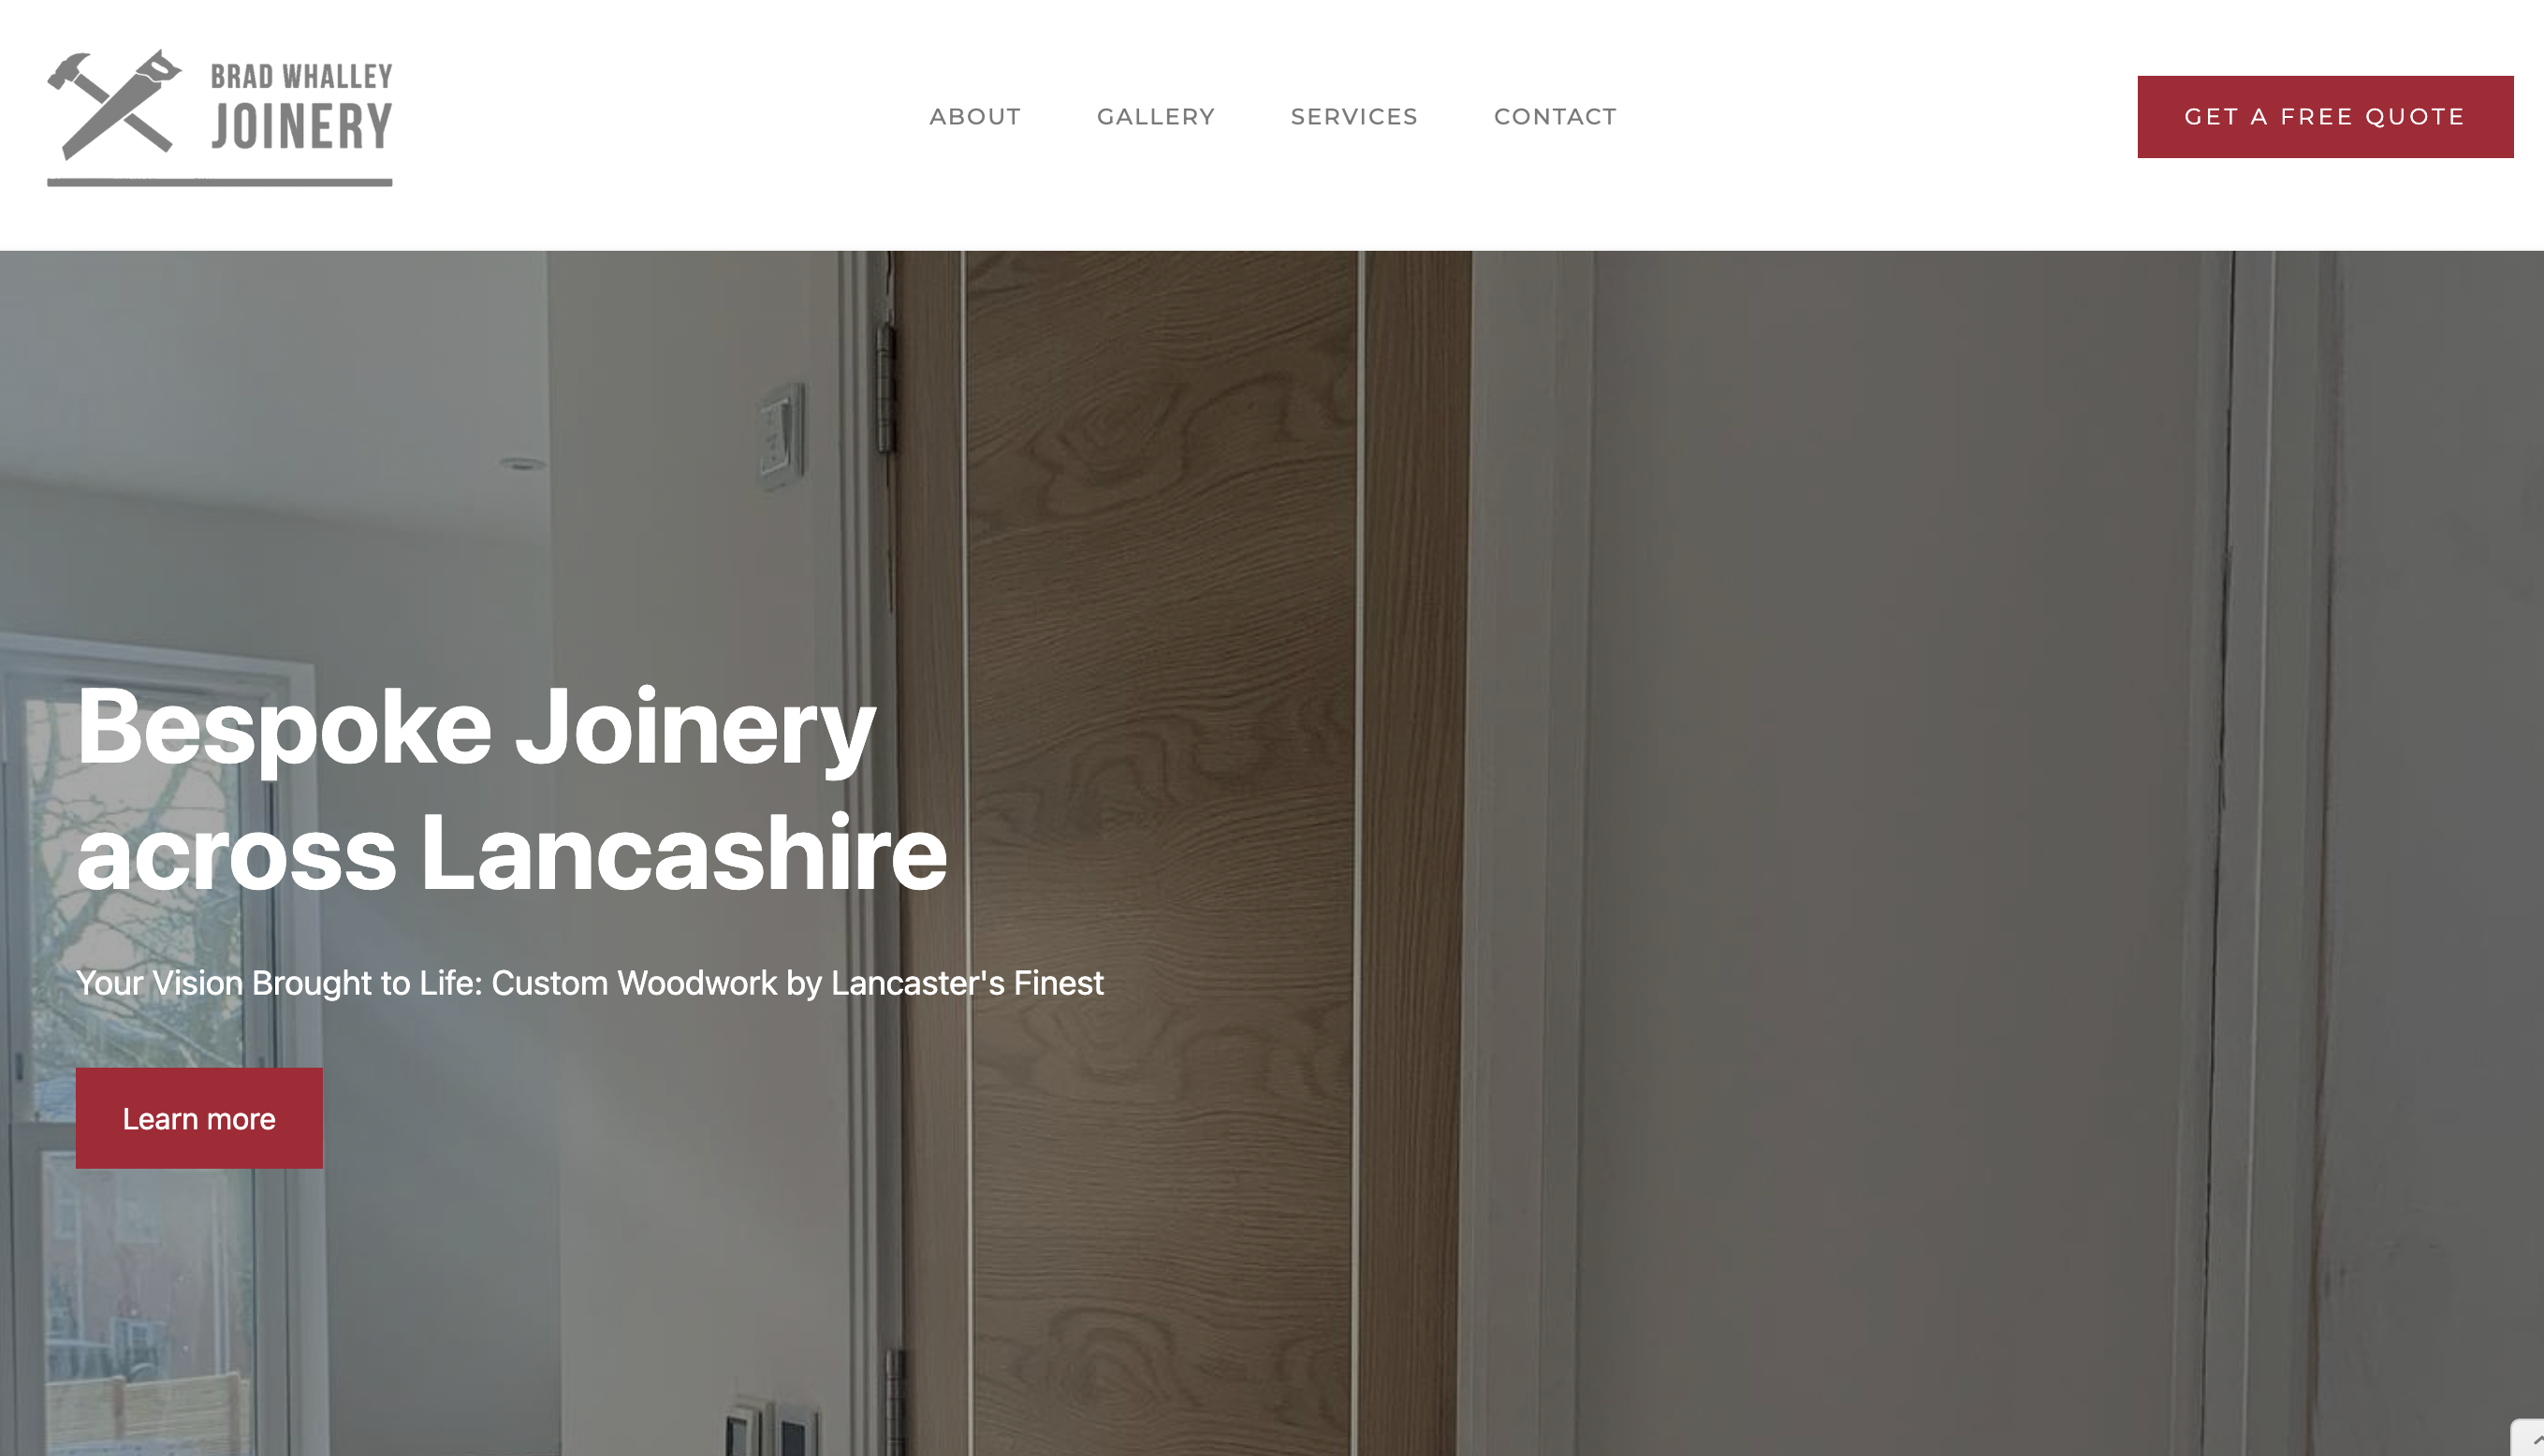 BRAD WHALLEY
JOINERY
ABOUT
GALLERY
SERVICES
CONTACT
GET A FREE QUOTE
Bespoke Joinery
across Lancashire
Your Vision Brought to Life: Custom Woodwork by Lancaster's Finest
Learn more